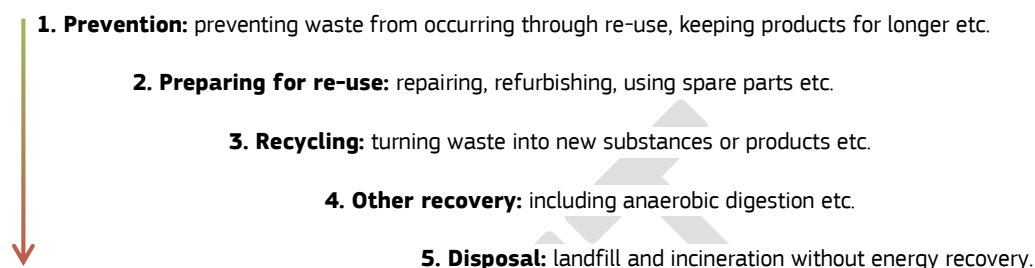 1. Prevention: preventing waste from occurring through re-use, keeping products for longer etc.
2. Preparing for re-use: repairing, refurbishing, using spare parts etc.
3. Recycling: turning waste into new substances or products etc.
4. Other recovery: including anaerobic digestion etc.
5. Disposal: landfill and incineration without energy recovery.